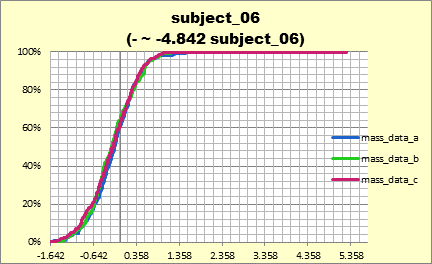 subject_06
(- ~ -4.842 subject_06)
100%
80%
60%
40%
20%
0%
mass_data_a
mass_data_b
mass_data_c
-1.642 -0.642 0.358 1.358 2.358 3.358 4.358 5.358